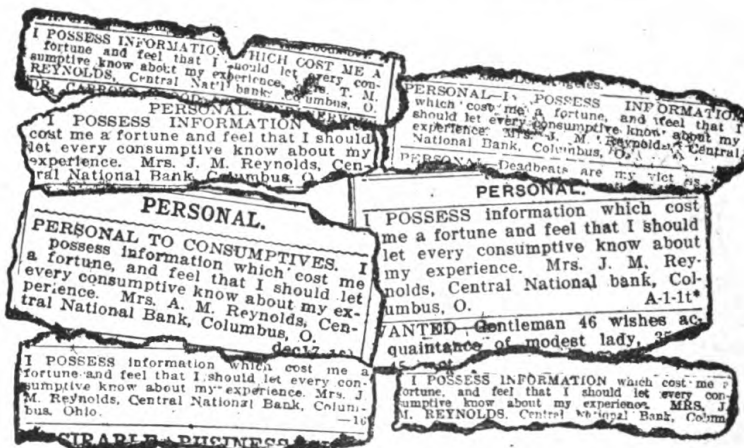 I POSSESS INFORMATION WHICH COST ME A
fortune and feel that I should let every con-
sumptive know about my experience. Mrs. T. M.
REYNOLDS, Central Nat'l bank, Columbus, O.
PERSONAL.
I POSSESS INFORMATION
cost me a fortune and feel that I should
let every consumptive know about my
experience. Mrs. J. M. Reynolds, Cen-
ral National Bank, Columbus, O.
PERSONAL.
PERSONAL TO CONSUMPTIVES. I
possess information which cost me
a fortune, and feel that I should let
every consumptive know about my ex-
perience. Mrs. A. M. Reynolds, Cen-
tral National Bank, Columbus, O.
dec17
I POSSESS information which cost me a
fortune and feel that I should let every con-
sumptive know about my experience. Mrs. J.
M. Reynolds, Central National Bank, Colum-
bus, Ohio.
—16
SIRABLE BUSINESS
PERSONAL—I POSSESS INFORMATION
which cost me a fortune, and feel that I
should let every consumptive know about my
experience. Mrs. J. M. Reynolds, Central
National Bank, Columbus, O.
PERSONAL—Deadbeats are my
PERSONAL.
I POSSESS information which cost
me a fortune and feel that I should
let every consumptive know about
my experience. Mrs. J. M. Rey-
nolds, Central National bank, Col-
umbus, O. A-1-1t*
WANTED—Gentleman 46 wishes ac-
quaintance of modest lady, 35
I POSSESS INFORMATION which cost me a
fortune, and feel that I should let every con-
sumptive know about my experience. MRS. J.
M. REYNOLDS, Central National Bank, Colum